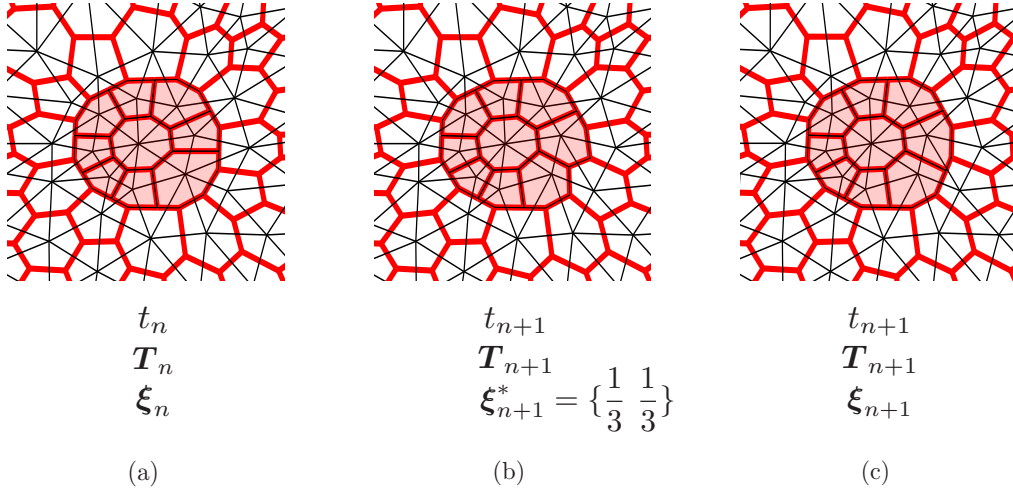 t_n t_{n+1} t_{n+1}
T_n T_{n+1} T_{n+1}
ξ_n ξ*_{n+1} = {1/3 1/3} ξ_{n+1}
(a) (b) (c)